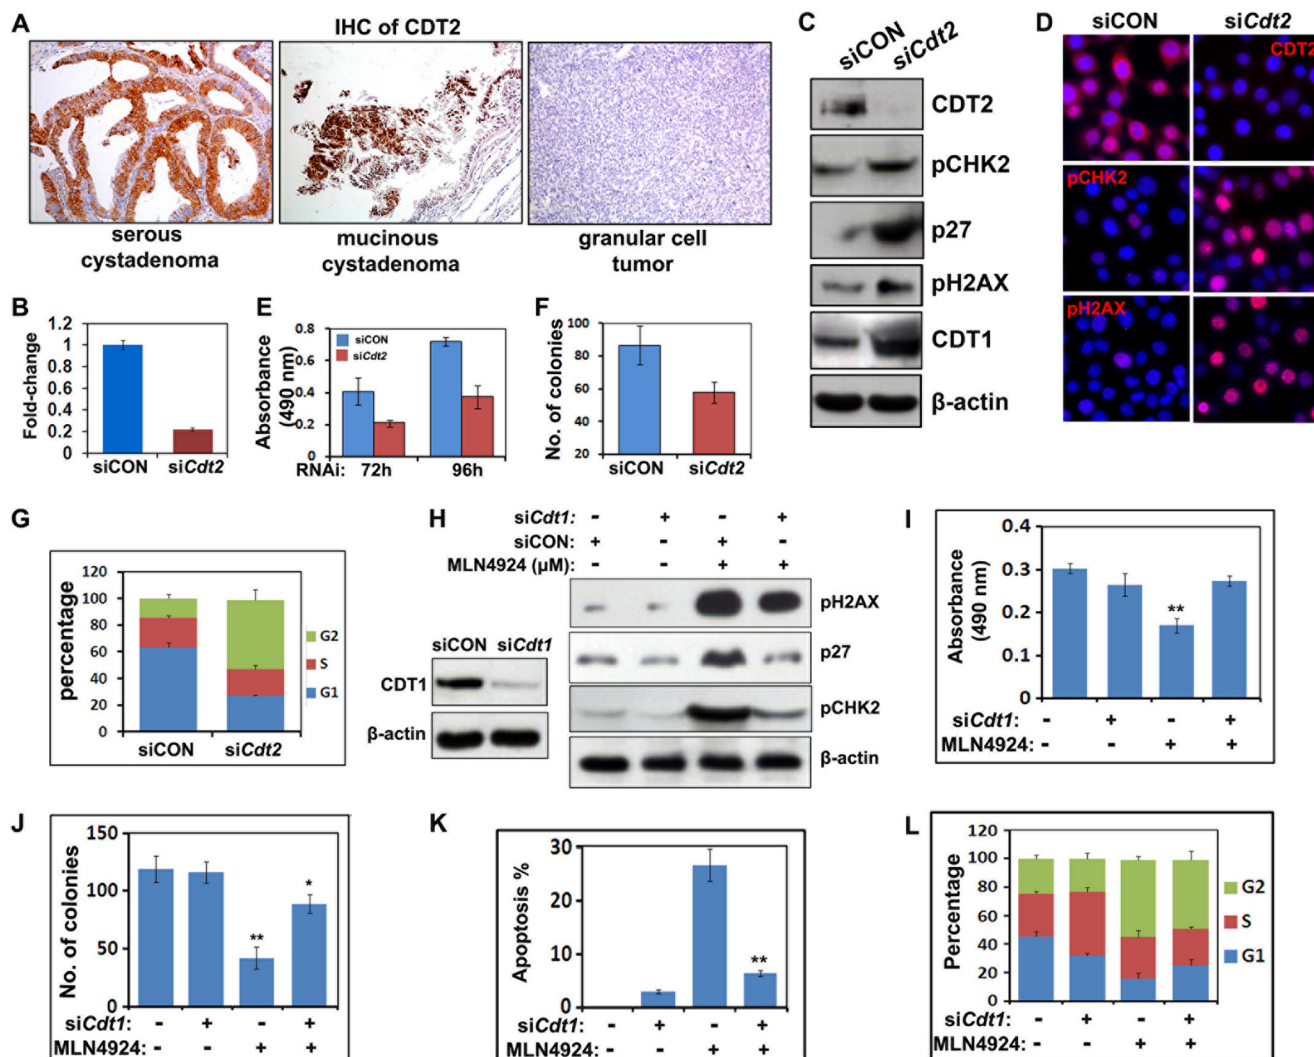 A
IHC of CDT2
serous
cystadenoma
mucinous
cystadenoma
granular cell
tumor
B
Fold-change
1.2
1
0.8
0.6
0.4
0.2
0
siCON
siCdt2
E
Absorbance
(490 nm)
0.8
0.6
0.4
0.2
0
siCON
siCdt2
RNAi:
72h
96h
F
No. of colonies
100
80
60
40
20
siCON
siCdt2
C
siCON
siCdt2
CDT2
pCHK2
p27
pH2AX
CDT1
β-actin
D
siCON
siCdt2
CDT2
pCHK2
pH2AX
G
percentage
120
100
80
60
40
20
0
G2
S
G1
siCON
siCdt2
H
siCdt1: - + - +
siCON: + - + -
MLN4924 (μM) - - + +
siCON siCdt1
CDT1
β-actin
pH2AX
p27
pCHK2
β-actin
I
Absorbance
(490 nm)
0.4
0.3
0.2
0.1
0
**
siCdt1: - + - +
MLN4924: - - + +
J
No. of colonies
150
100
50
0
**
*
siCdt1: - + - +
MLN4924: - - + +
K
Apoptosis %
30
20
10
0
**
siCdt1: - + - +
MLN4924: - - + +
L
Percentage
120
100
80
60
40
20
0
G2
S
G1
siCdt1: - + - +
MLN4924: - - + +